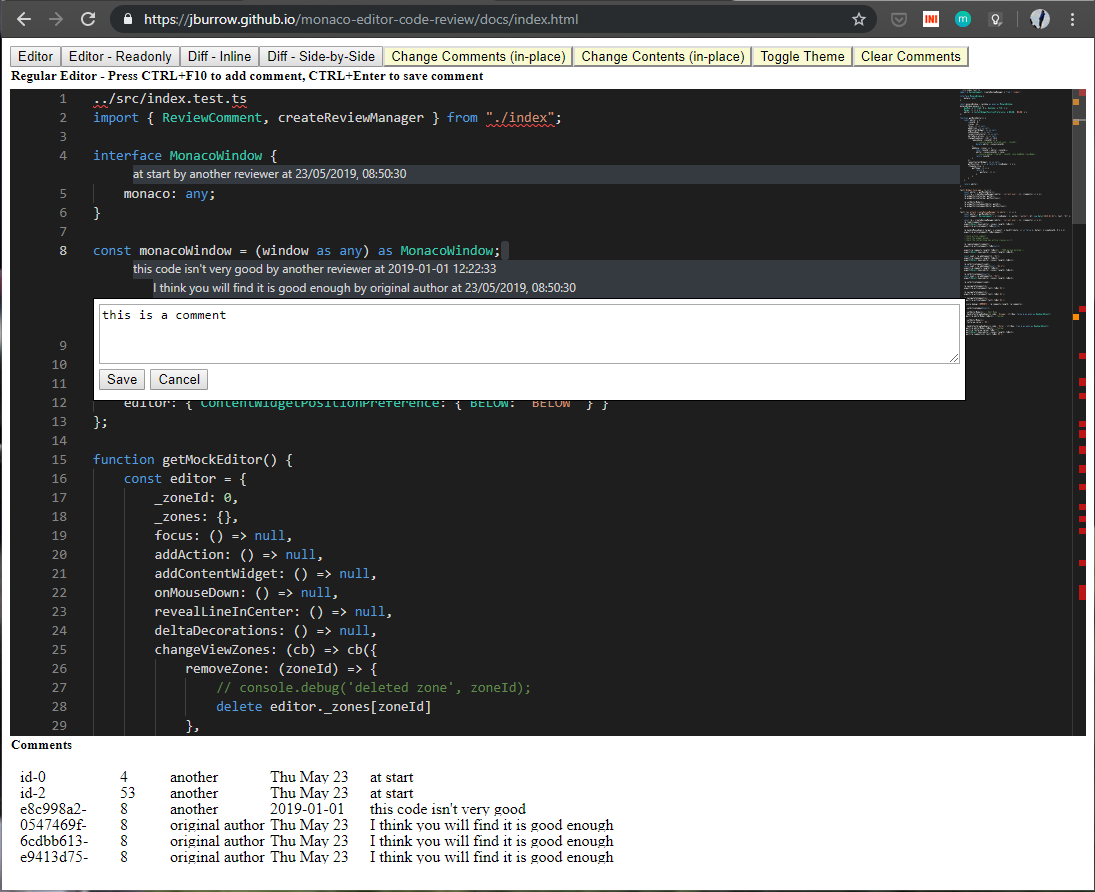 https://jburrow.github.io/monaco-editor-code-review/docs/index.html
INI
m
Editor Editor - Readonly Diff - Inline Diff - Side-by-Side Change Comments (in-place) Change Contents (in-place) Toggle Theme Clear Comments
Regular Editor - Press CTRL+F10 to add comment, CTRL+Enter to save comment
1 ../src/index.test.ts
2 import { ReviewComment, createReviewManager } from "./index";
3
4 interface MonacoWindow {
at start by another reviewer at 23/05/2019, 08:50:30
5 monaco: any;
6 }
7
8 const monacoWindow = (window as any) as MonacoWindow;
this code isn't very good by another reviewer at 2019-01-01 12:22:33
I think you will find it is good enough by original author at 23/05/2019, 08:50:30
this is a comment
Save Cancel
9
10
11
12 editor: { ContentWidgetPositionPreference: { BELOW: "BELOW" } }
13 };
14
15 function getMockEditor() {
16 const editor = {
17 _zoneId: 0,
18 _zones: {},
19 focus: () => null,
20 addAction: () => null,
21 addContentWidget: () => null,
22 onMouseDown: () => null,
23 revealLineInCenter: () => null,
24 deltaDecorations: () => null,
25 changeViewZones: (cb) => cb({
26 removeZone: (zoneId) => {
27 // console.debug('deleted zone', zoneId);
28 delete editor._zones[zoneId]
29 },
Comments
id-0 4 another Thu May 23 at start
id-2 53 another Thu May 23 at start
e8c998a2- 8 another 2019-01-01 this code isn't very good
0547469f- 8 original author Thu May 23 I think you will find it is good enough
6cdbb613- 8 original author Thu May 23 I think you will find it is good enough
e9413d75- 8 original author Thu May 23 I think you will find it is good enough